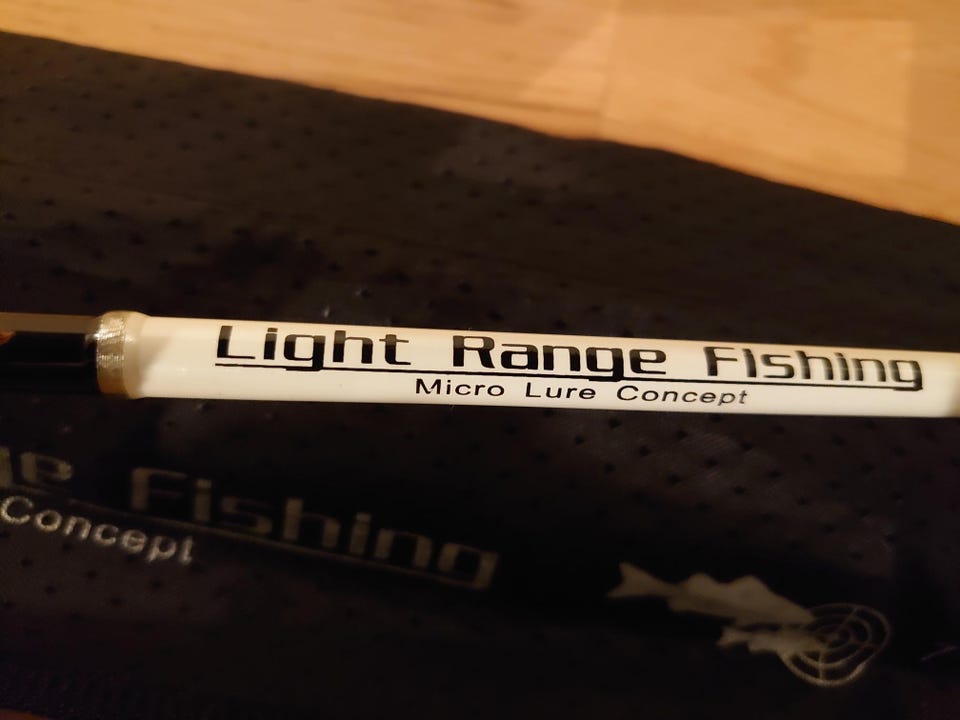 Light Range Fishing
Micro Lure Concept
Fishing
Concept